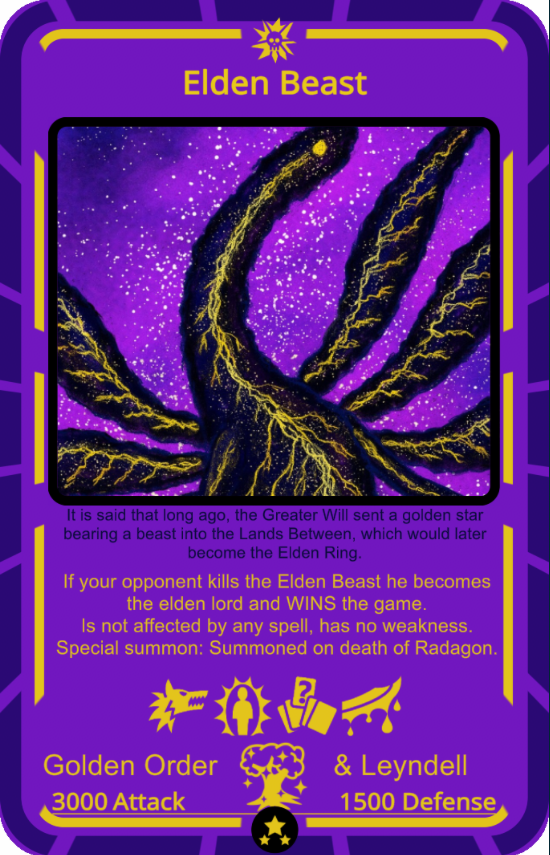 Elden Beast
It is said that long ago, the Greater Will sent a golden star
bearing a beast into the Lands Between, which would later
become the Elden Ring.
If your opponent kills the Elden Beast he becomes
the elden lord and WINS the game.
Is not affected by any spell, has no weakness.
Special summon: Summoned on death of Radagon.
?
Golden Order & Leyndell
3000 Attack 1500 Defense